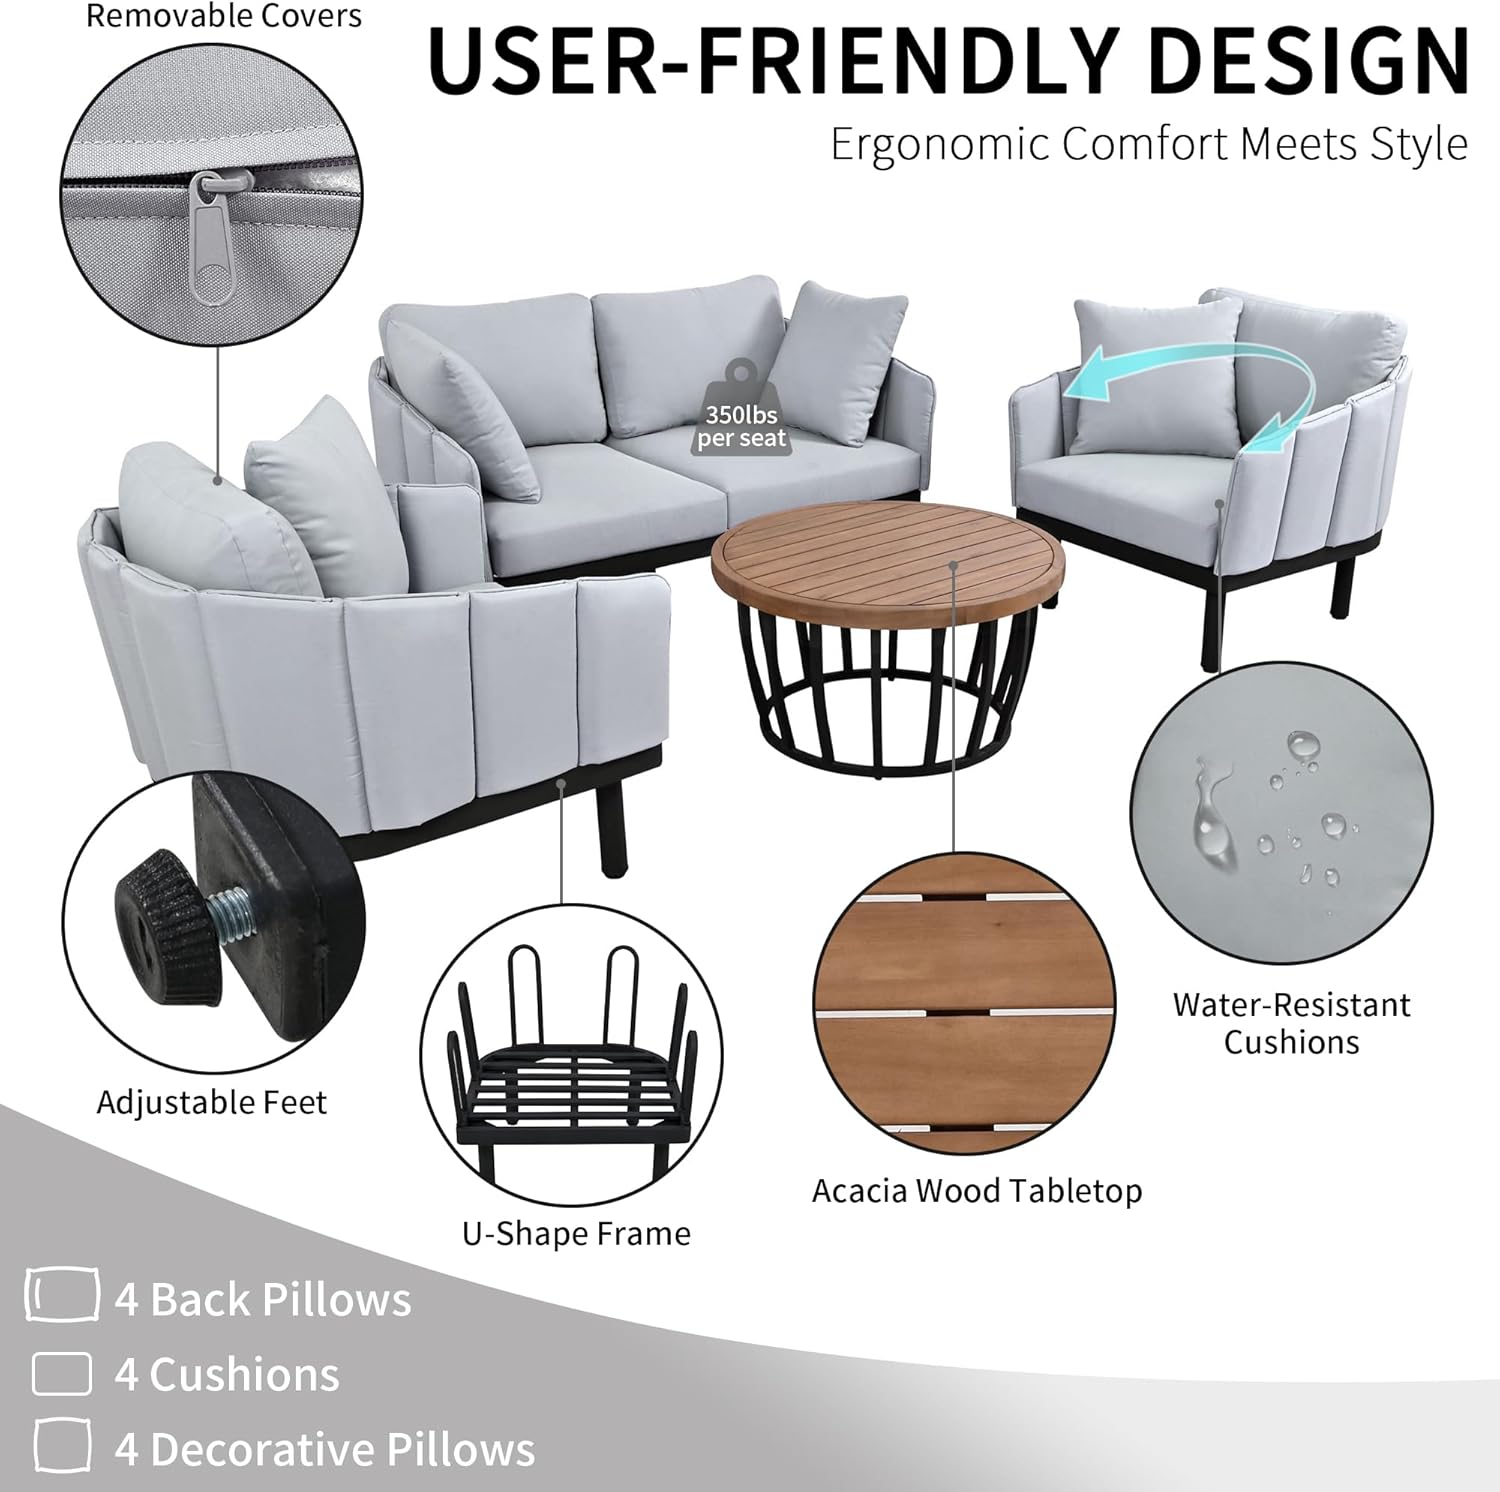 Removable Covers
USER-FRIENDLY DESIGN
Ergonomic Comfort Meets Style
350lbs
per seat
Water-Resistant
Cushions
Adjustable Feet
Acacia Wood Tabletop
U-Shape Frame
4 Back Pillows
4 Cushions
4 Decorative Pillows